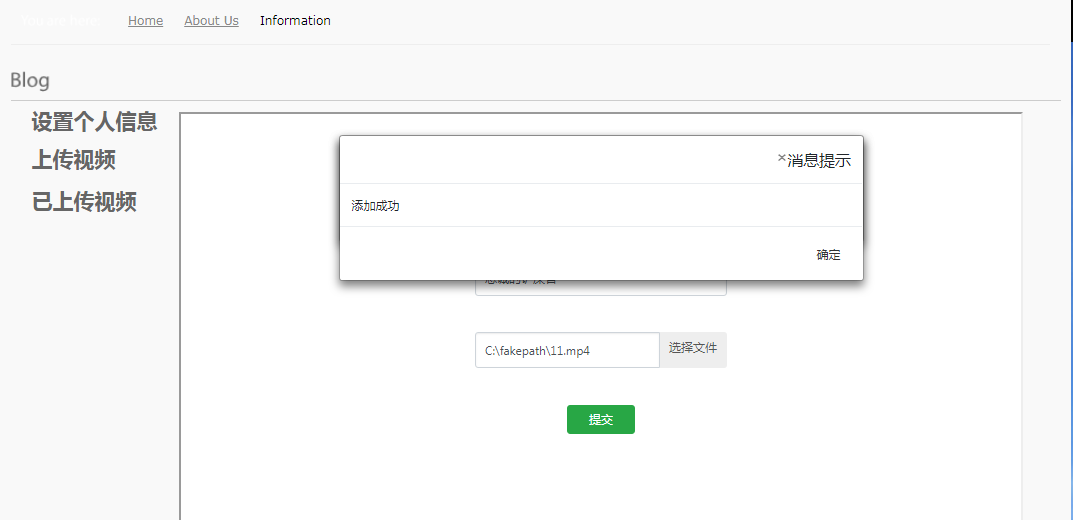 Home About Us Information
Blog
设置个人信息
上传视频
已上传视频
×消息提示
添加成功
确定
C:\fakepath\11.mp4 选择文件
提交